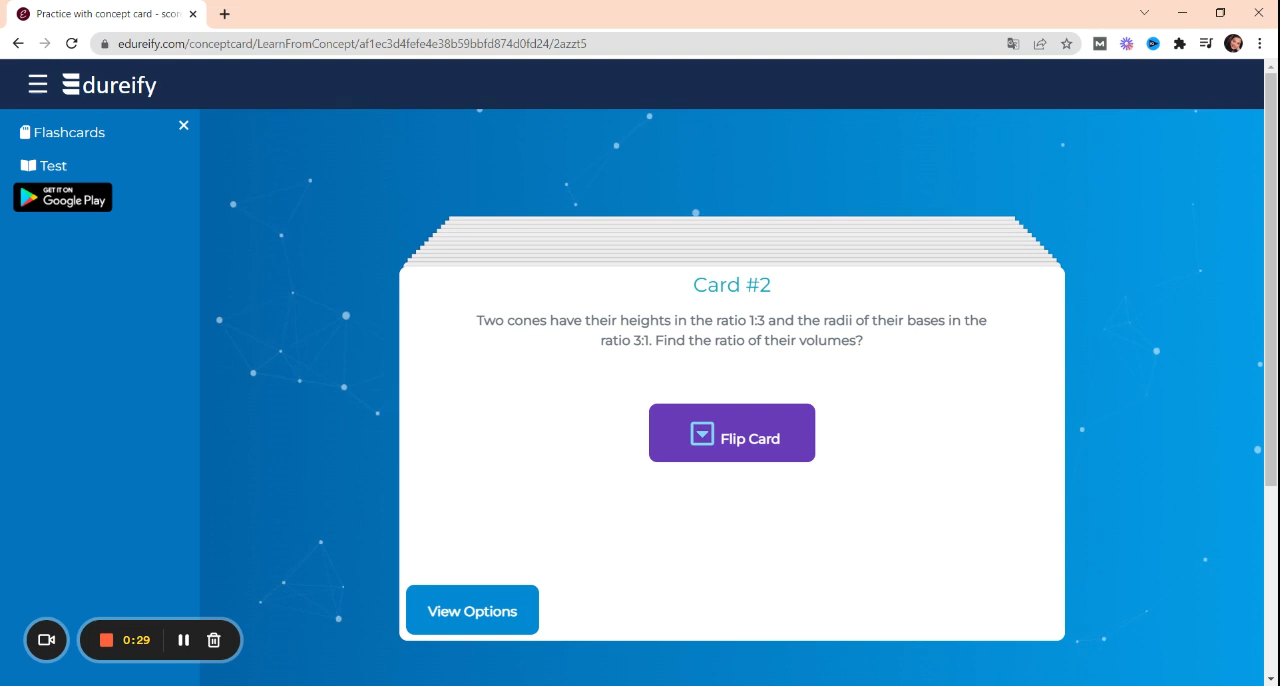 Practice with concept card - scor
edureify.com/conceptcard/LearnFromConcept/af1ec3d4fefe4e38b59bbfd874d0fd24/2azzt5
Edureify
Flashcards
Test
GET IT ON
Google Play
Card #2
Two cones have their heights in the ratio 1:3 and the radii of their bases in the
ratio 3:1. Find the ratio of their volumes?
Flip Card
View Options
0:29